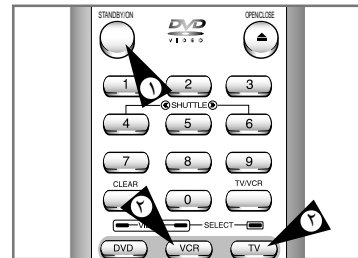 STANDBY/ON DVD OPEN/CLOSE
VIDEO
1 2 3
١
SHUTTLE
4 5 6
7 8 9
CLEAR 0 TV/VCR
٢ ٢
SELECT
DVD VCR TV